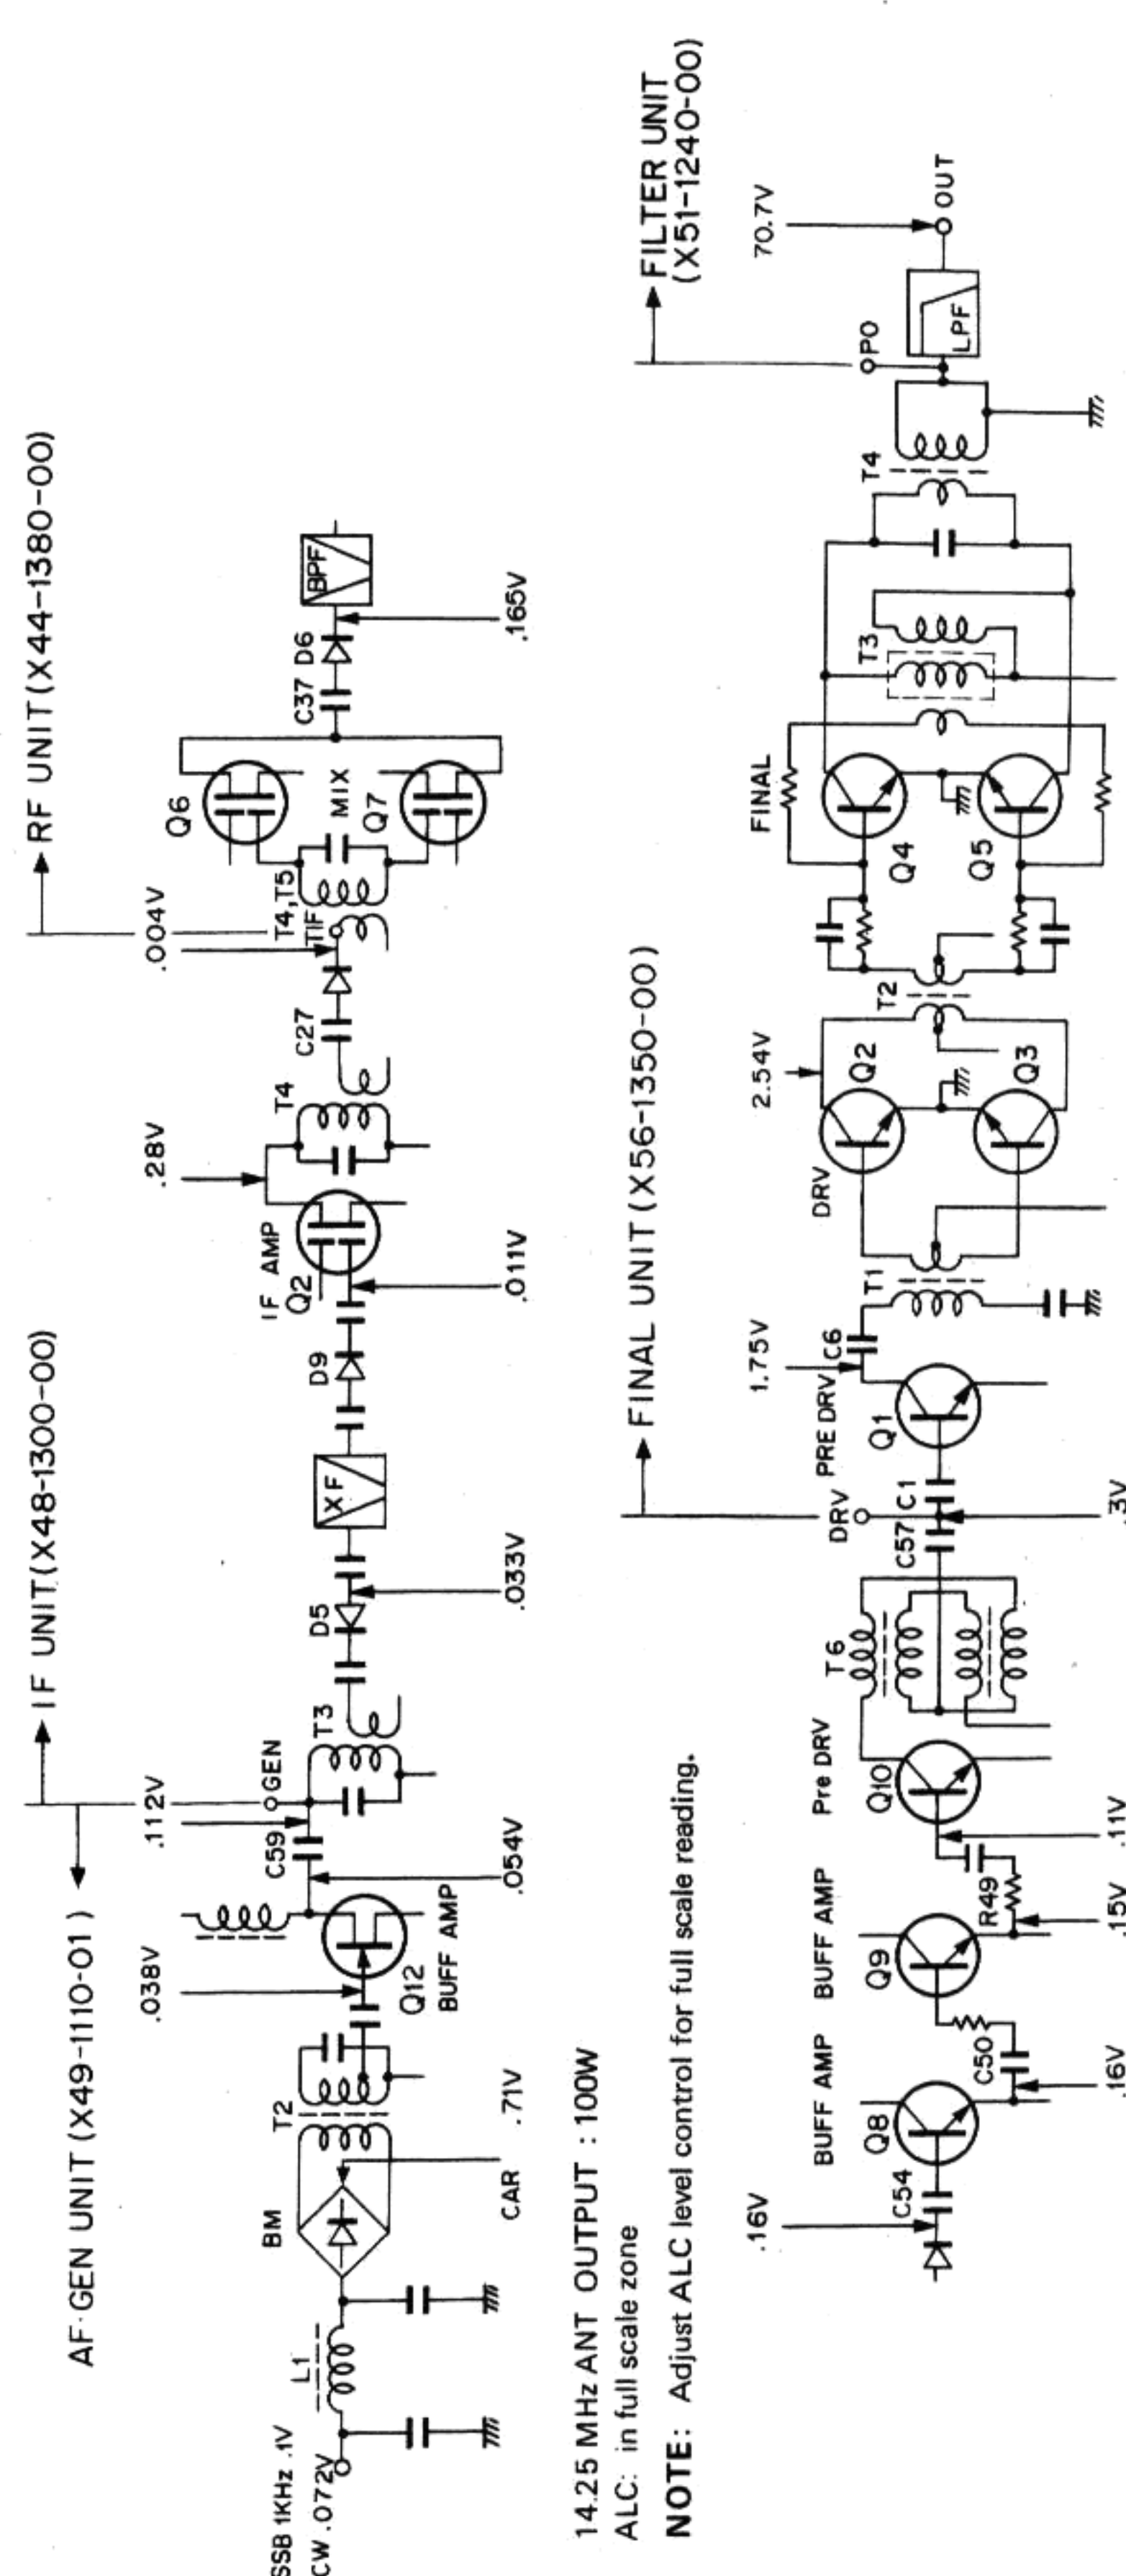 AF·GEN UNIT (X49-1110-01)
IF UNIT(X48-1300-00)
RF UNIT(X44-1380-00)
SSB 1KHz .1V
CW .072V
L1
BM
CAR
.71V
T2
.038V
Q12
BUFF AMP
.054V
C59
.112V
GEN
T3
D5
.033V
XF
D9
.011V
IF AMP
Q2
.28V
T4
C27
.004V
TIF
T4,T5
Q6
MIX
Q7
C37
D6
.165V
BPF
14.25 MHz ANT OUTPUT : 100W
ALC: in full scale zone
NOTE: Adjust ALC level control for full scale reading.
FINAL UNIT(X56-1350-00)
FILTER UNIT
(X51-1240-00)
.16V
C54
BUFF AMP
Q8
.16V
C50
BUFF AMP
Q9
.15V
R49
.11V
Pre DRV
Q10
T6
C57
DRV
C1
.3V
PRE DRV
Q1
1.75V
C6
T1
DRV
Q2
Q3
2.54V
T2
FINAL
Q4
Q5
T3
T4
PO
LPF
70.7V
OUT